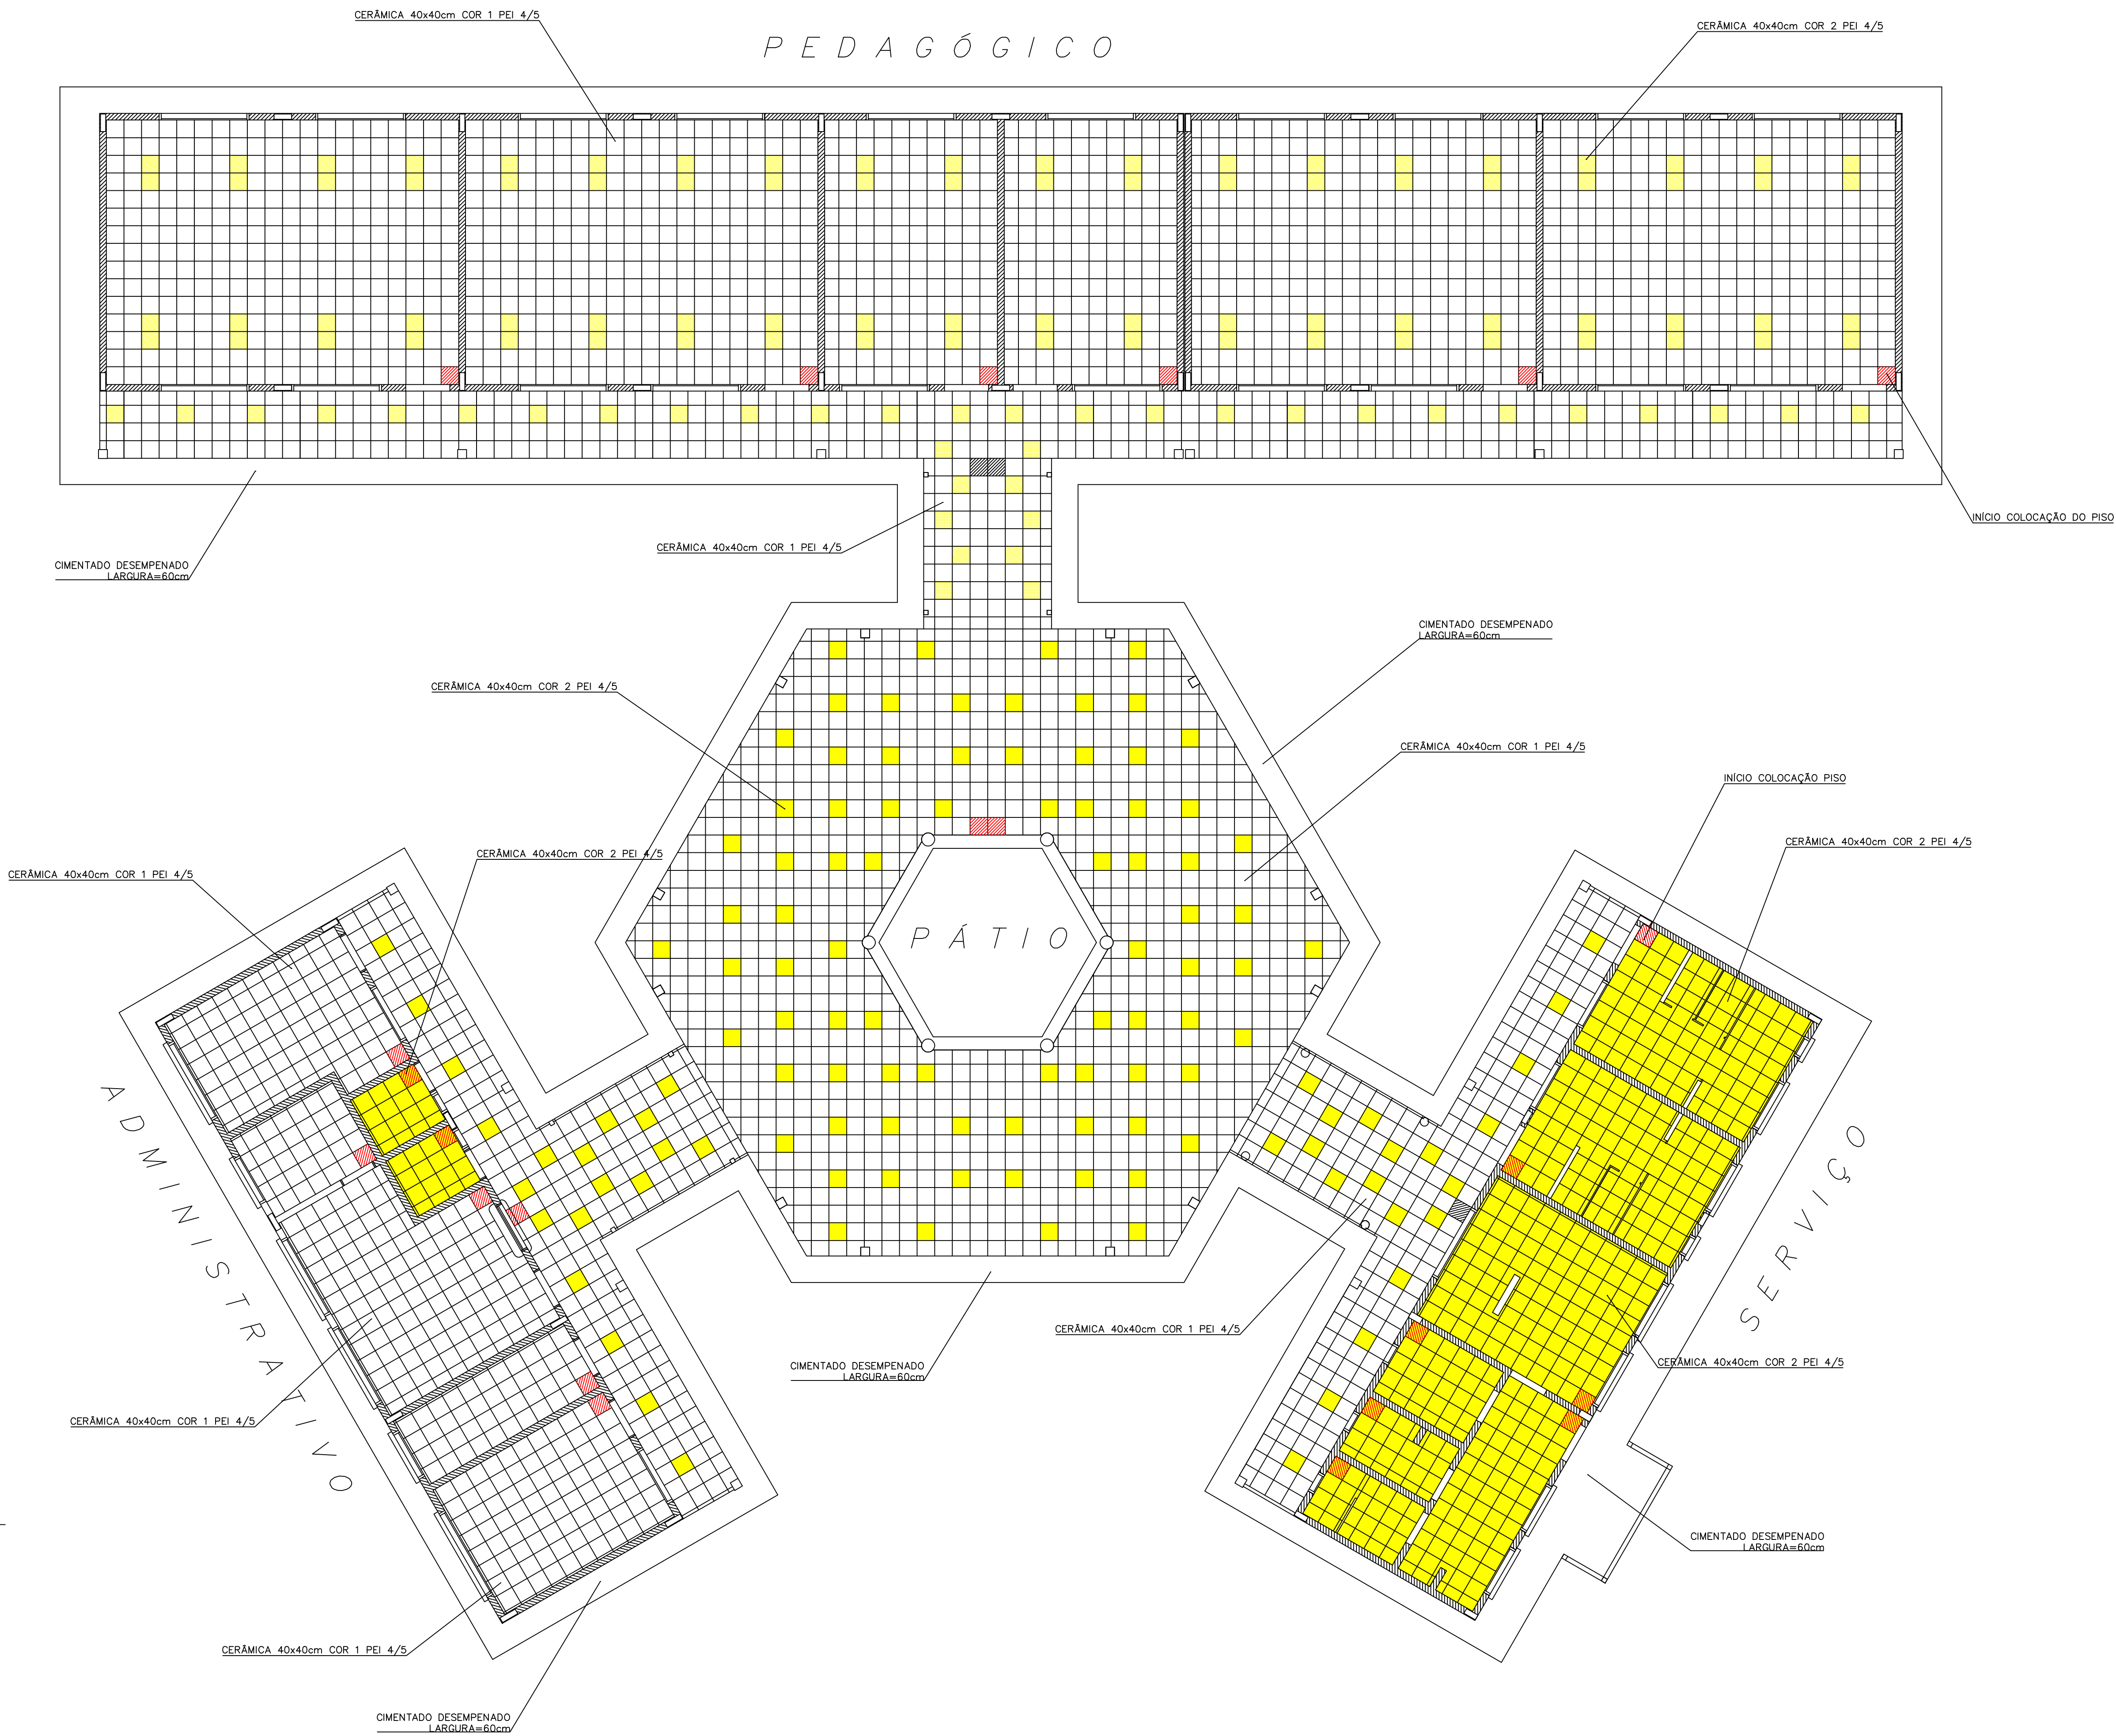 CERÂMICA 40x40cm COR 1 PEI 4/5
PEDAGÓGICO
CERÂMICA 40x40cm COR 2 PEI 4/5
INÍCIO COLOCAÇÃO DO PISO
CERÂMICA 40x40cm COR 1 PEI 4/5
CIMENTADO DESEMPENADO
LARGURA=60cm
CIMENTADO DESEMPENADO
LARGURA=60cm
CERÂMICA 40x40cm COR 2 PEI 4/5
CERÂMICA 40x40cm COR 1 PEI 4/5
INÍCIO COLOCAÇÃO PISO
CERÂMICA 40x40cm COR 2 PEI 4/5
CERÂMICA 40x40cm COR 2 PEI 4/5
CERÂMICA 40x40cm COR 1 PEI 4/5
PÁTIO
ADMINISTRATIVO
SERVIÇO
CERÂMICA 40x40cm COR 1 PEI 4/5
CIMENTADO DESEMPENADO
LARGURA=60cm
CERÂMICA 40x40cm COR 2 PEI 4/5
CERÂMICA 40x40cm COR 1 PEI 4/5
CIMENTADO DESEMPENADO
LARGURA=60cm
CERÂMICA 40x40cm COR 1 PEI 4/5
CIMENTADO DESEMPENADO
LARGURA=60cm